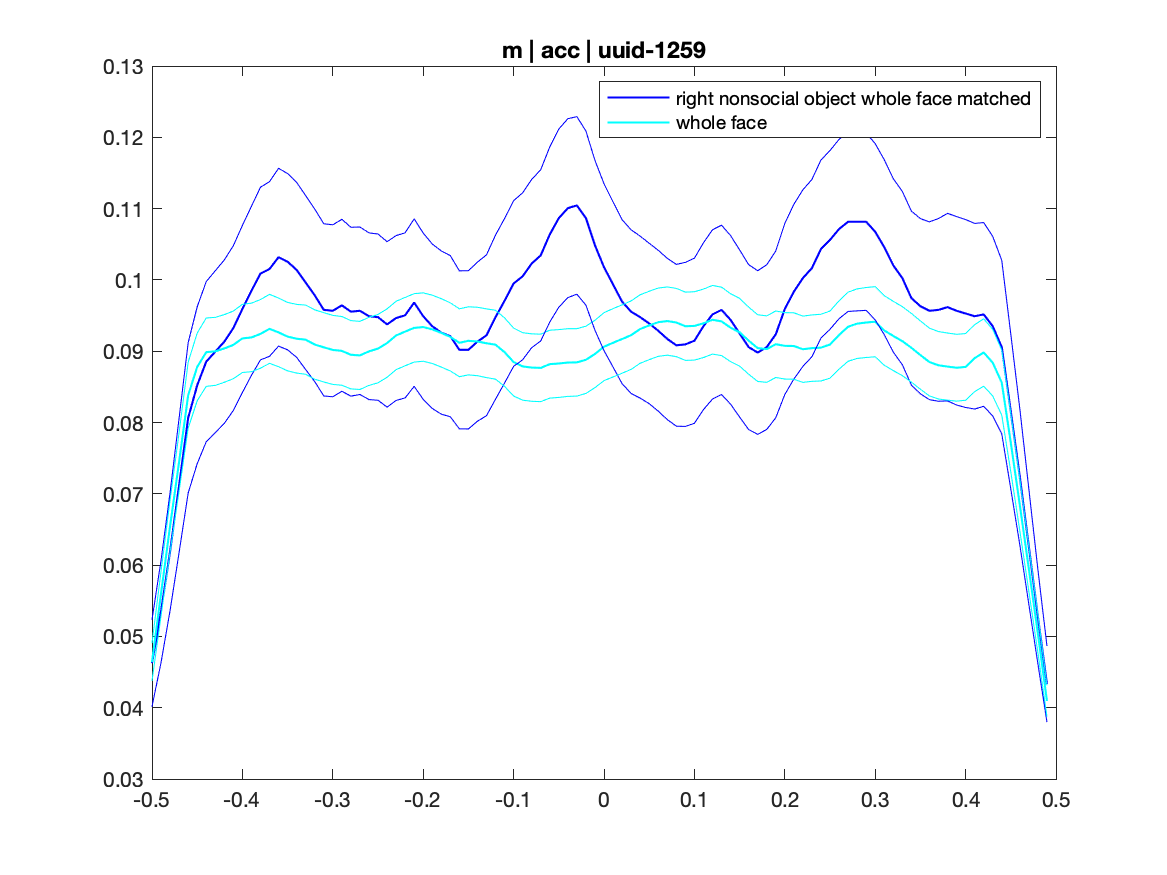 m | acc | uuid-1259
right nonsocial object whole face matched
whole face
0.13
0.12
0.11
0.1
0.09
0.08
0.07
0.06
0.05
0.04
0.03
-0.5 -0.4 -0.3 -0.2 -0.1 0 0.1 0.2 0.3 0.4 0.5